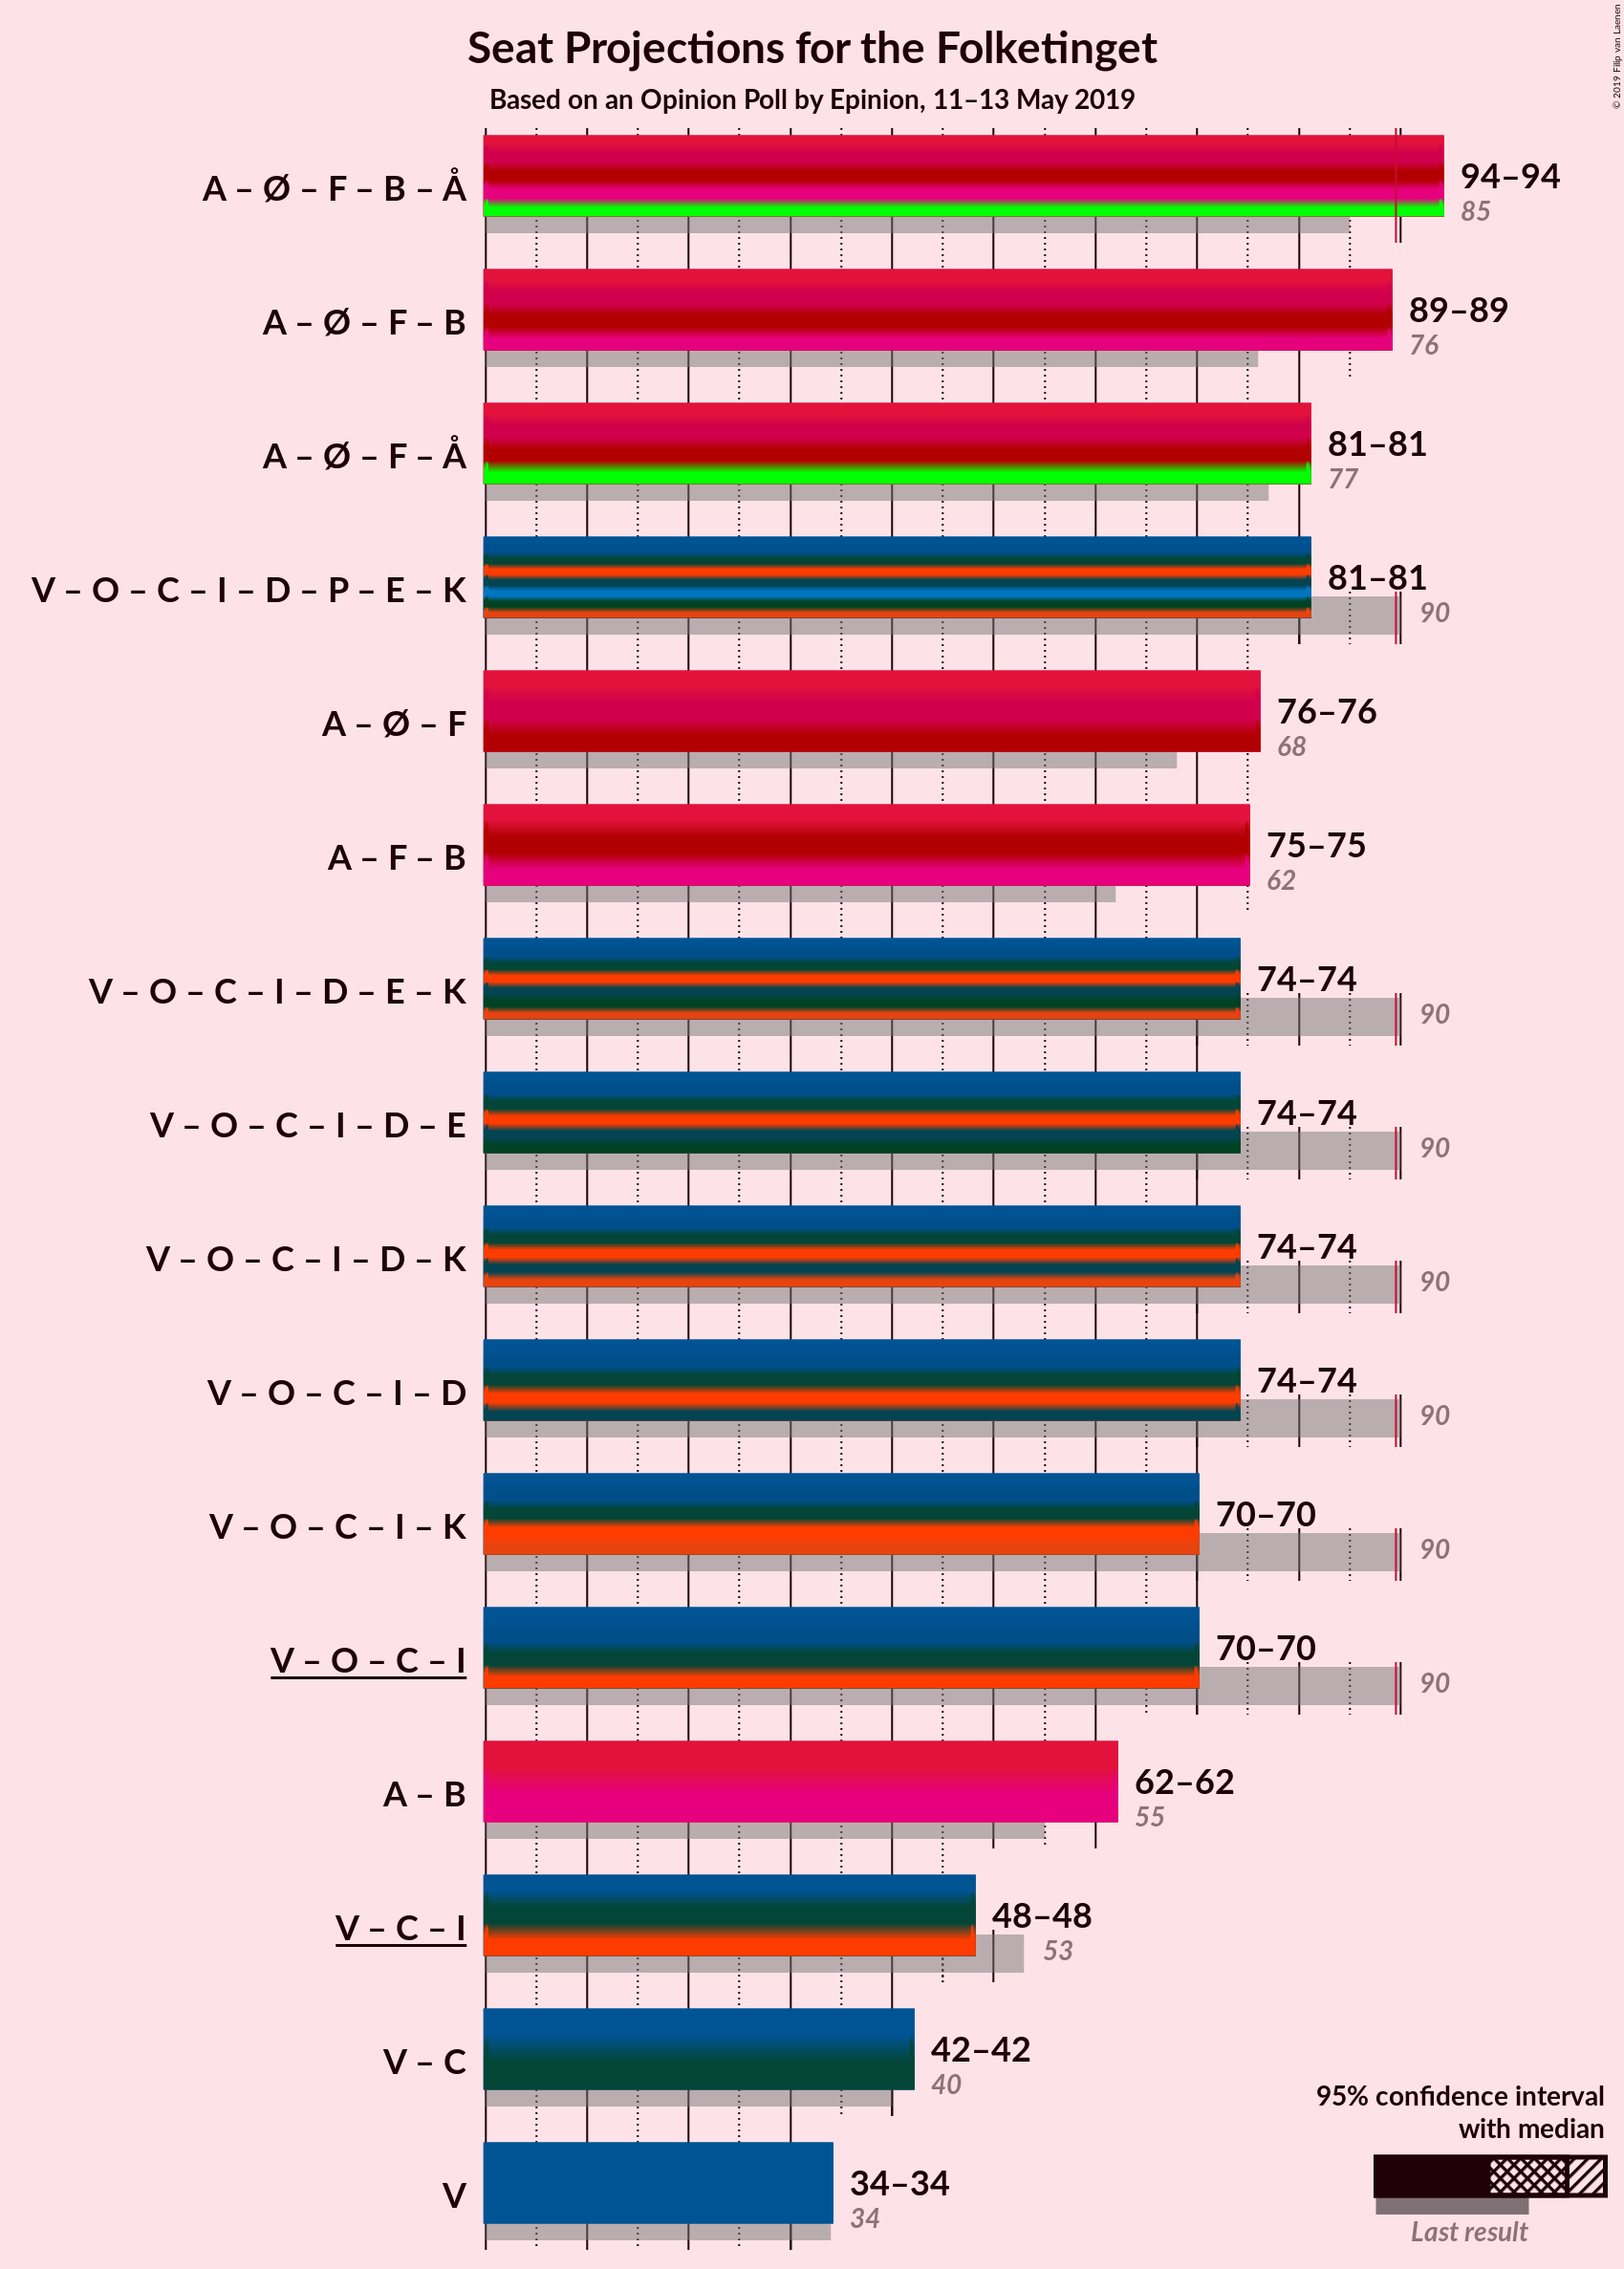 Seat Projections for the Folketinget
Based on an Opinion Poll by Epinion, 11–13 May 2019
© 2019 Filip van Laenen
A – Ø – F – B – Å
94–94
85
A – Ø – F – B
89–89
76
A – Ø – F – Å
81–81
77
V – O – C – I – D – P – E – K
81–81
90
A – Ø – F
76–76
68
A – F – B
75–75
62
V – O – C – I – D – E – K
74–74
90
V – O – C – I – D – E
74–74
90
V – O – C – I – D – K
74–74
90
V – O – C – I – D
74–74
90
V – O – C – I – K
70–70
90
V – O – C – I
70–70
90
A – B
62–62
55
V – C – I
48–48
53
V – C
42–42
40
V
34–34
34
95% confidence interval
with median
Last result